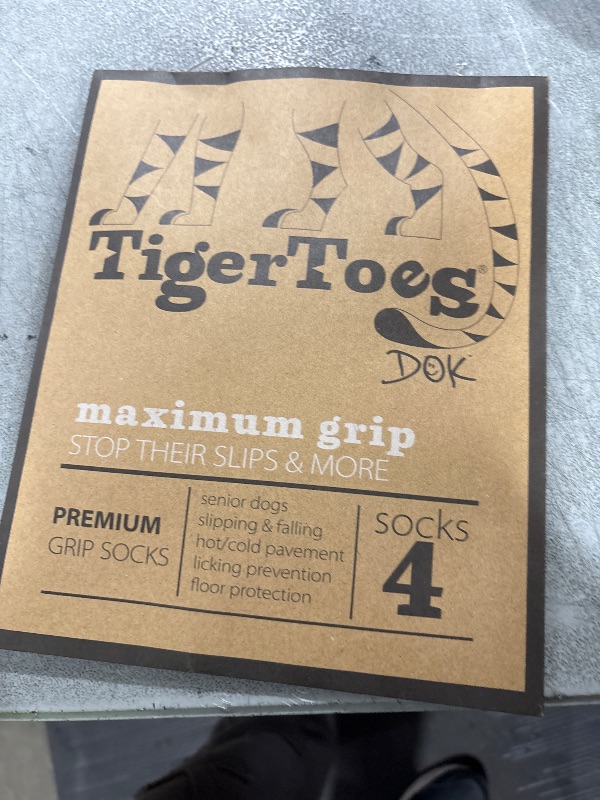 TigerToes®
DOK™
maximum grip
STOP THEIR SLIPS & MORE
PREMIUM
GRIP SOCKS
senior dogs
slipping & falling
hot/cold pavement
licking prevention
floor protection
socks
4